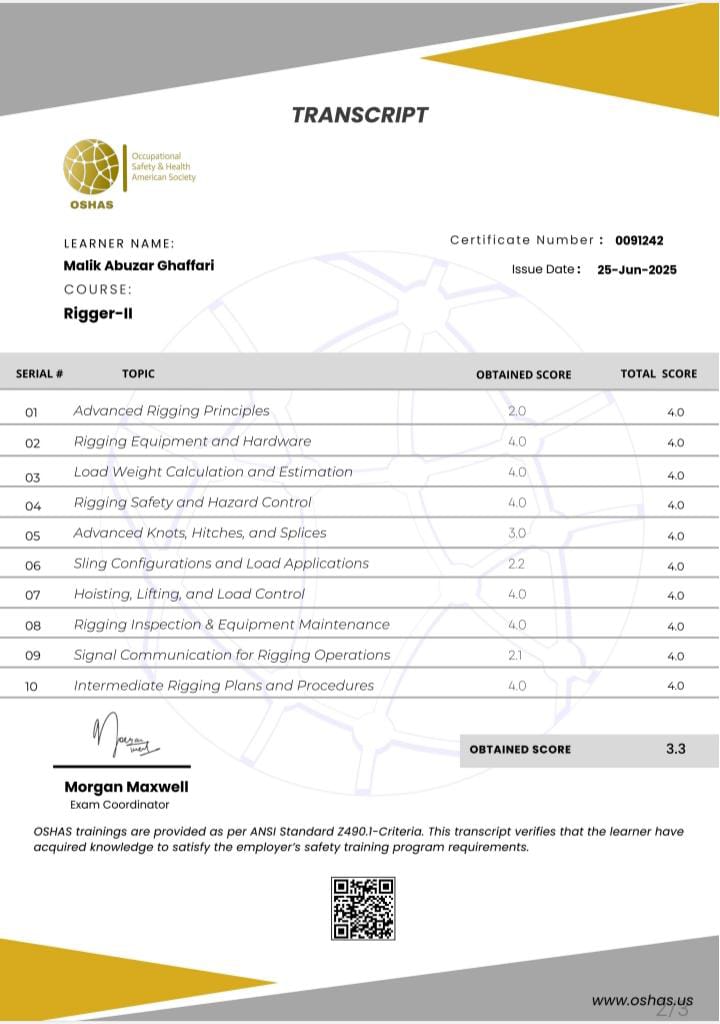 TRANSCRIPT
Occupational
Safety & Health
American Society
OSHAS
LEARNER NAME:
Malik Abuzar Ghaffari
COURSE:
Rigger-II
Certificate Number : 0091242
Issue Date : 25-Jun-2025
SERIAL # TOPIC OBTAINED SCORE TOTAL SCORE
01 Advanced Rigging Principles 2.0 4.0
02 Rigging Equipment and Hardware 4.0 4.0
03 Load Weight Calculation and Estimation 4.0 4.0
04 Rigging Safety and Hazard Control 4.0 4.0
05 Advanced Knots, Hitches, and Splices 3.0 4.0
06 Sling Configurations and Load Applications 2.2 4.0
07 Hoisting, Lifting, and Load Control 4.0 4.0
08 Rigging Inspection & Equipment Maintenance 4.0 4.0
09 Signal Communication for Rigging Operations 2.1 4.0
10 Intermediate Rigging Plans and Procedures 4.0 4.0
OBTAINED SCORE 3.3
Morgan Maxwell
Exam Coordinator
OSHAS trainings are provided as per ANSI Standard Z490.1-Criteria. This transcript verifies that the learner have
acquired knowledge to satisfy the employer's safety training program requirements.
www.oshas.us
2/3